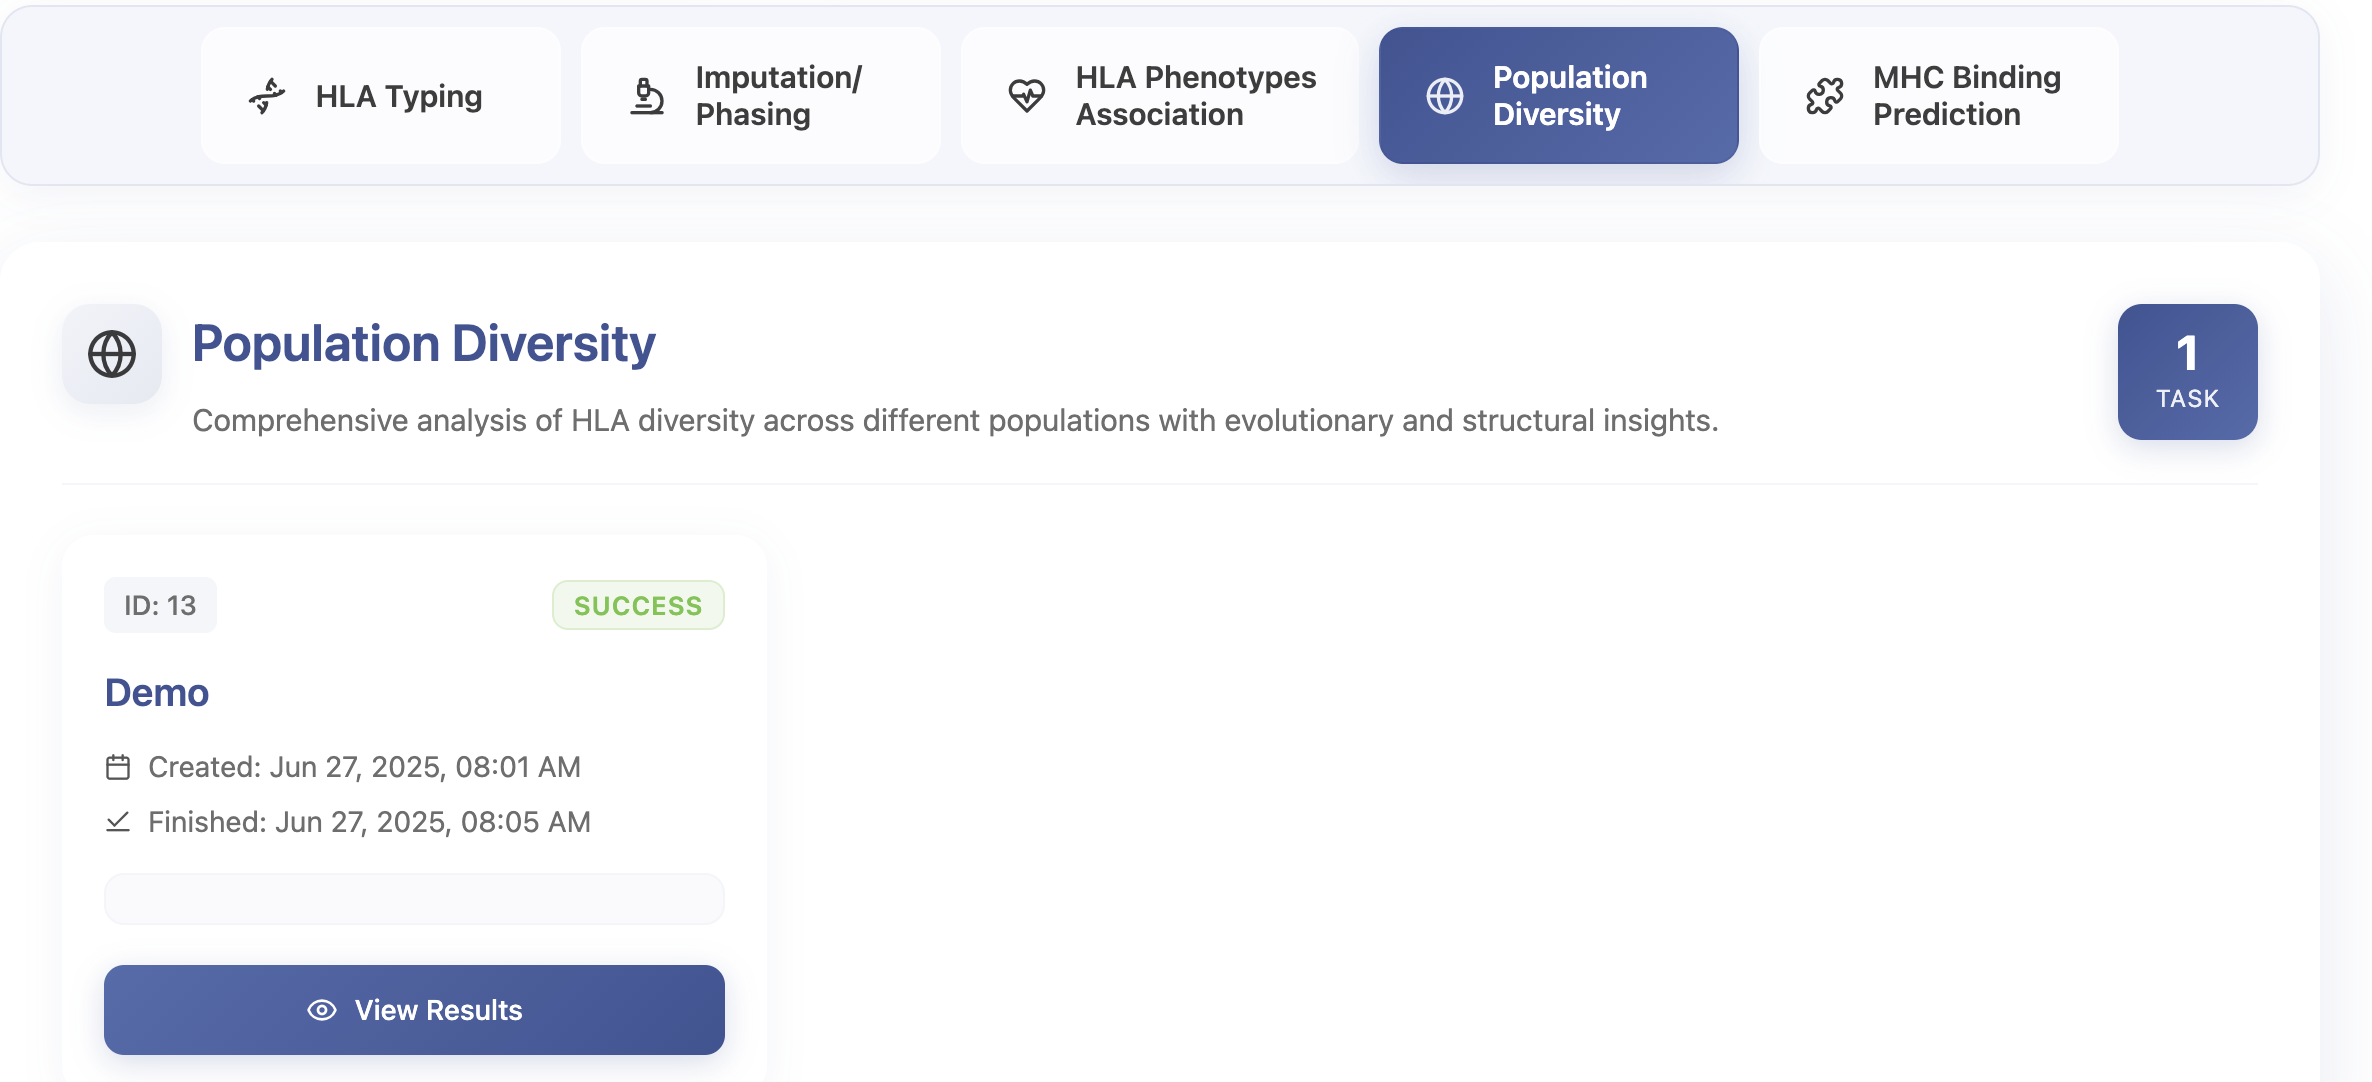 HLA Typing
Imputation/
Phasing
HLA Phenotypes
Association
Population
Diversity
MHC Binding
Prediction
Population Diversity
Comprehensive analysis of HLA diversity across different populations with evolutionary and structural insights.
1
TASK
ID: 13
SUCCESS
Demo
Created: Jun 27, 2025, 08:01 AM
Finished: Jun 27, 2025, 08:05 AM
View Results